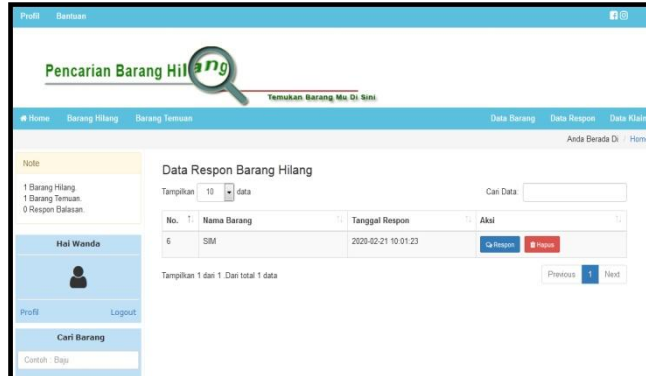 Profil Bantuan
Pencarian Barang Hilang
Temukan Barang Mu Di Sini
Home Barang Hilang Barang Temuan Data Barang Data Respon Data Klaim
Anda Berada Di / Hom
Note
1 Barang Hilang.
1 Barang Temuan.
0 Respon Balasan.
Hai Wanda
Profil Logout
Cari Barang
Contoh : Baju
Data Respon Barang Hilang
Tampilkan 10 data Cari Data:
No. Nama Barang Tanggal Respon Aksi
6 SIM 2020-02-21 10:01:23 Respon Hapus
Tampilkan 1 dari 1 .Dari total 1 data Previous 1 Next